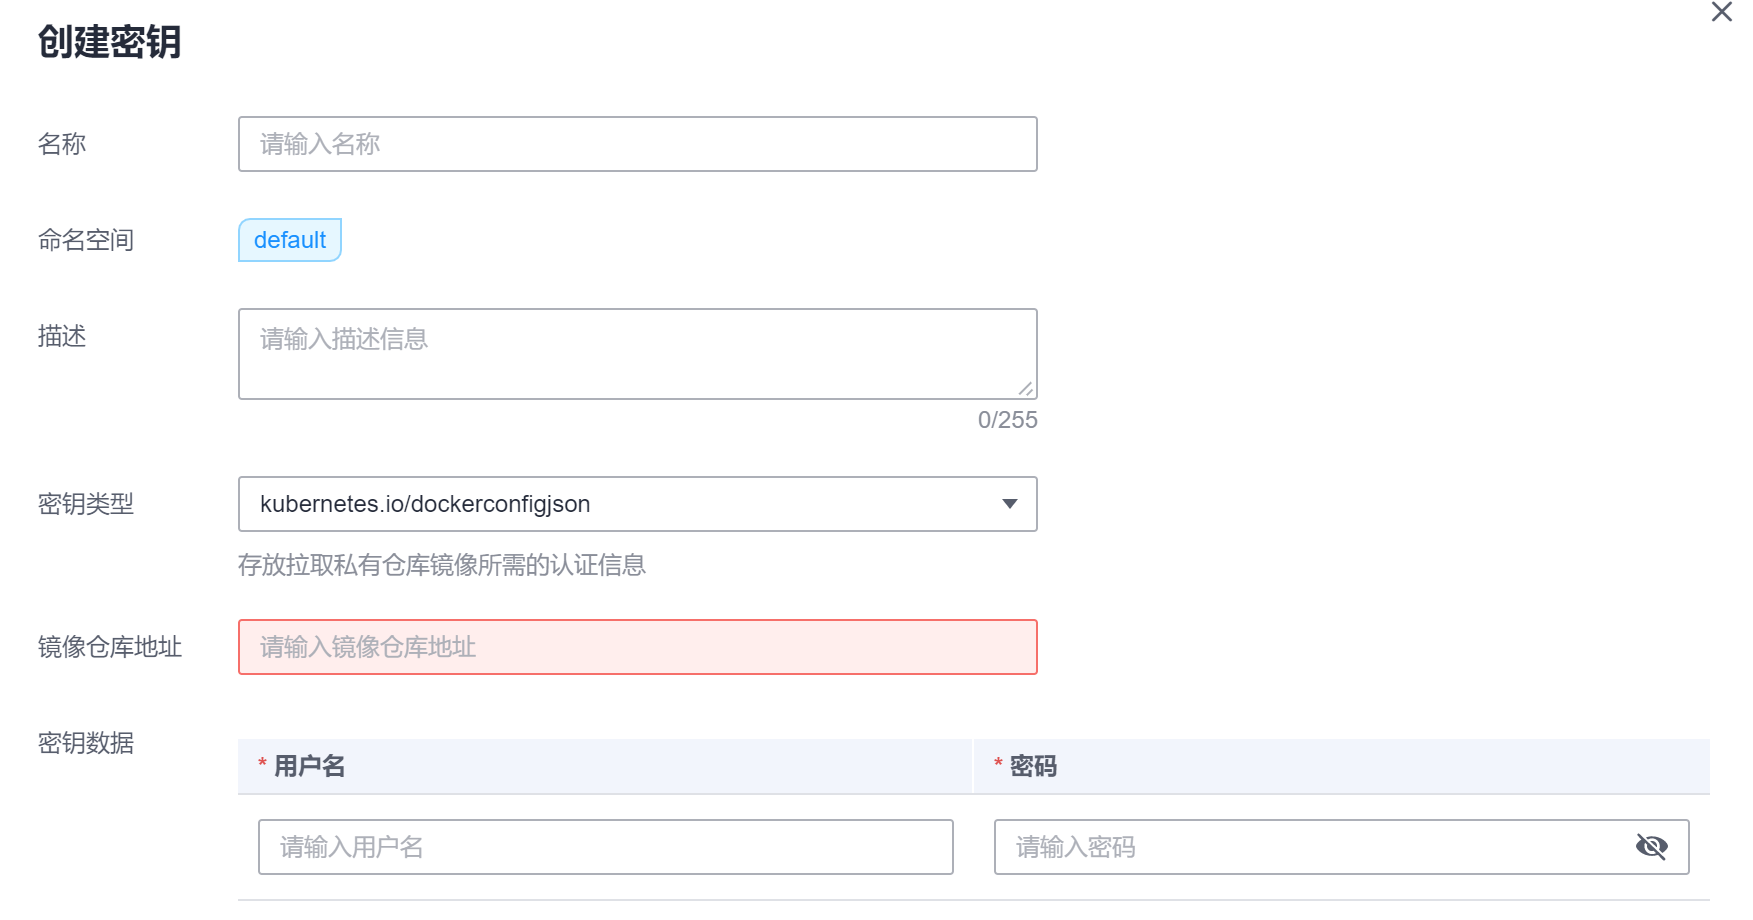 创建密钥
名称
请输入名称
命名空间
default
描述
请输入描述信息
0/255
密钥类型
kubernetes.io/dockerconfigjson
存放拉取私有仓库镜像所需的认证信息
镜像仓库地址
请输入镜像仓库地址
密钥数据
* 用户名
* 密码
请输入用户名
请输入密码